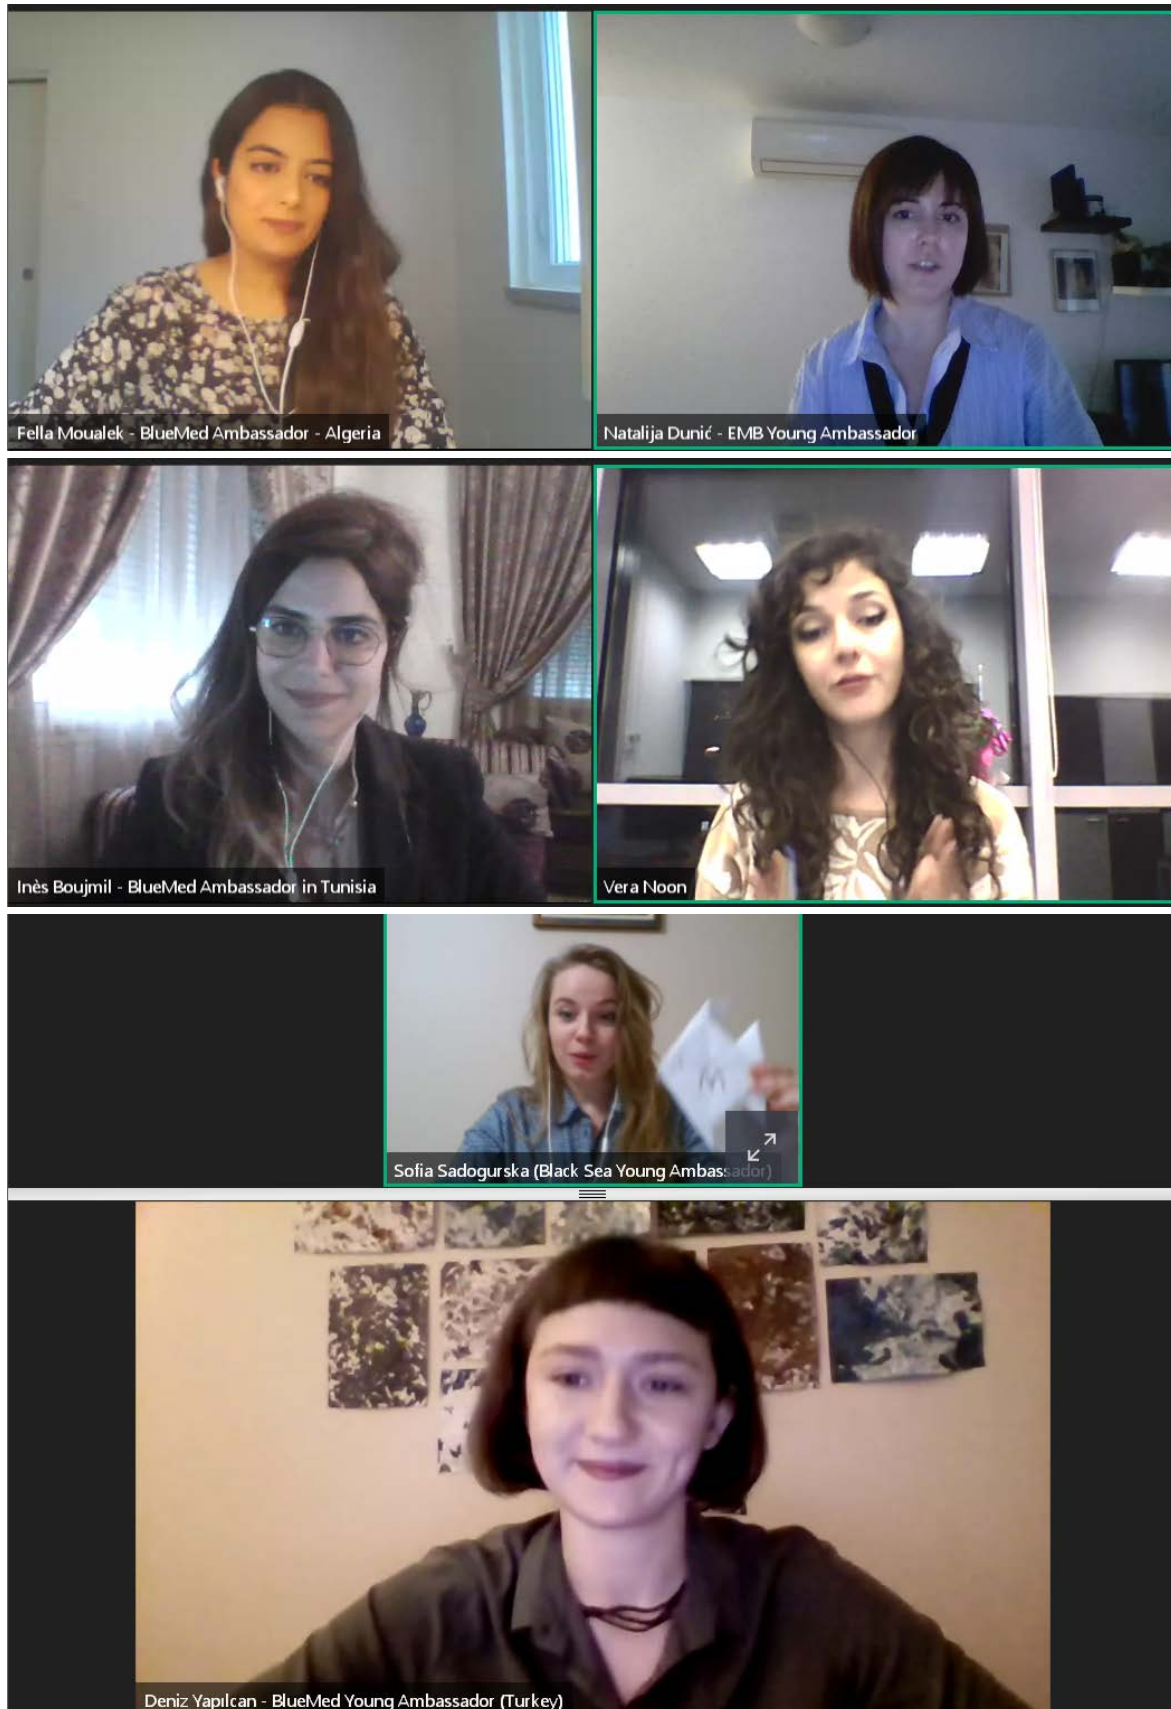 Fella Moualek - BlueMed Ambassador - Algeria
Natalija Dunić - EMB Young Ambassador
Inès Boujmil - BlueMed Ambassador in Tunisia
Vera Noon
M
Sofia Sadogurska (Black Sea Young Ambassador)
Deniz Yapılcan - BlueMed Young Ambassador (Turkey)